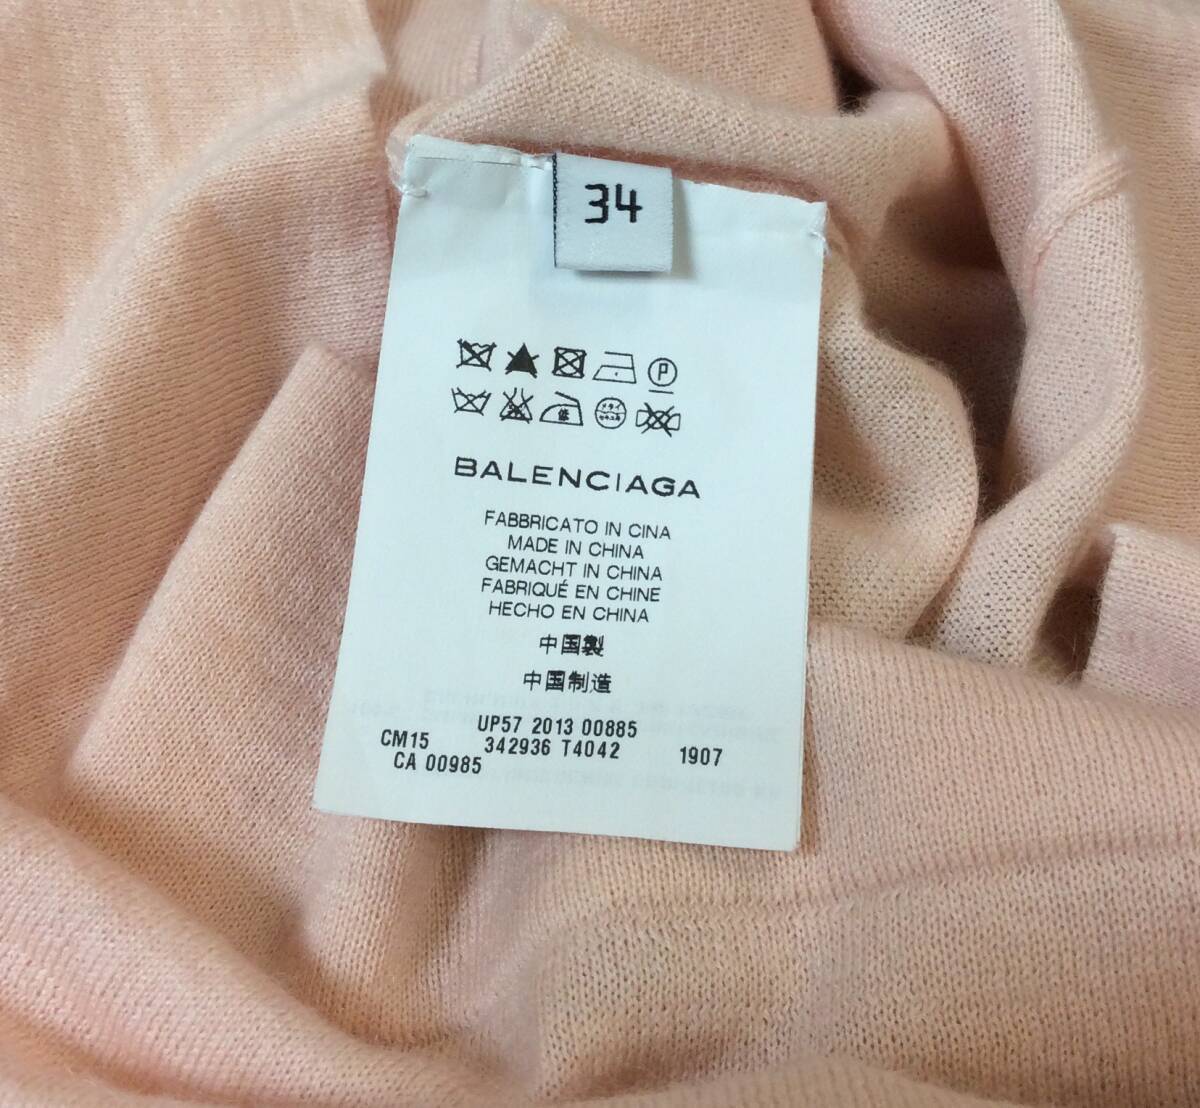 34
P
BALENCIAGA
FABBRICATO IN CINA
MADE IN CHINA
GEMACHT IN CHINA
FABRIQUÉ EN CHINE
HECHO EN CHINA
中国製
中国制造
UP57 2013 00885
CM15 342936 T4042 1907
CA 00985